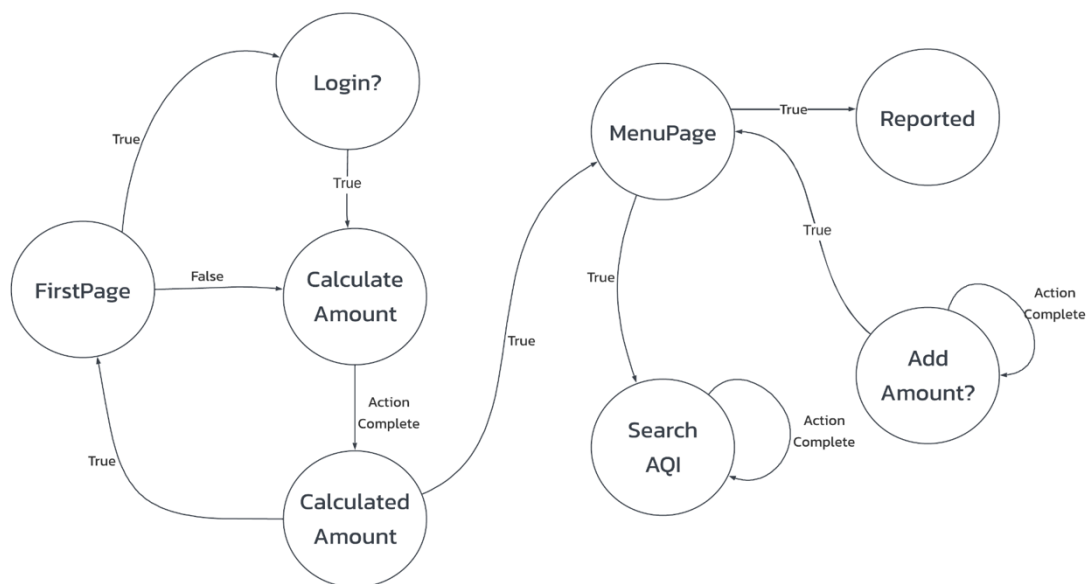 Login?
True
True
FirstPage
False
Calculate
Amount
Action
Complete
True
Calculated
Amount
True
MenuPage
True
Reported
True
True
Search
AQI
Action
Complete
Add
Amount?
Action
Complete